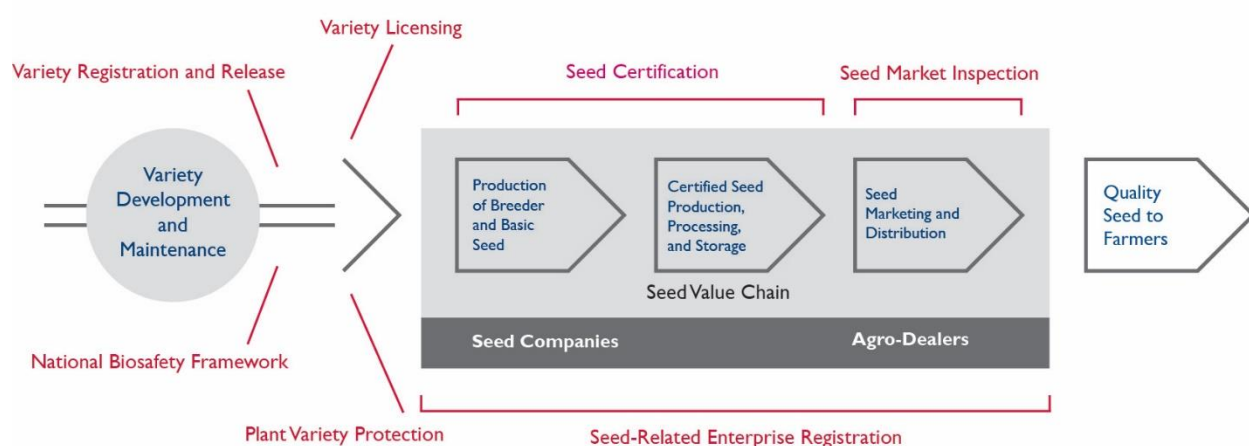 Variety Licensing
Variety Registration and Release
Seed Certification
Seed Market Inspection
Variety
Development
and
Maintenance
Production
of Breeder
and Basic
Seed
Certified Seed
Production,
Processing,
and Storage
Seed
Marketing and
Distribution
Quality
Seed to
Farmers
Seed Value Chain
Seed Companies
Agro-Dealers
National Biosafety Framework
Plant Variety Protection
Seed-Related Enterprise Registration